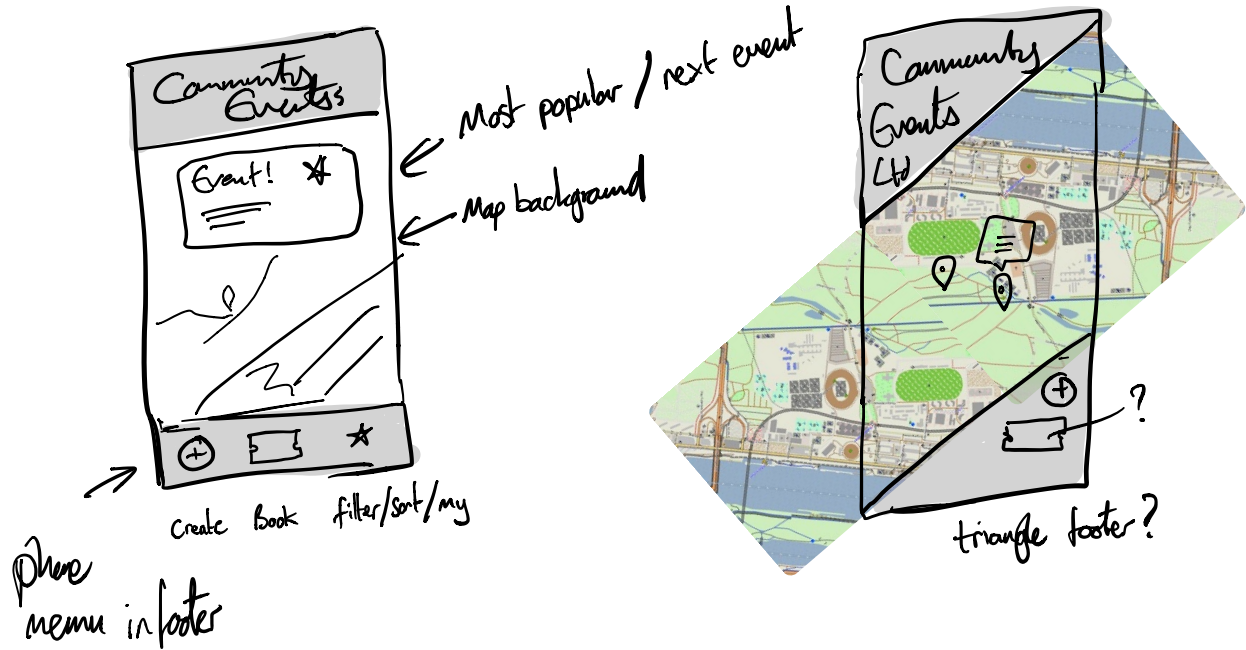 Community
Events
Event!
Most popular / next event
Map background
Create Book filter/sort/my
phone
menu in footer
Community
Events
Ltd
?
triangle footer?